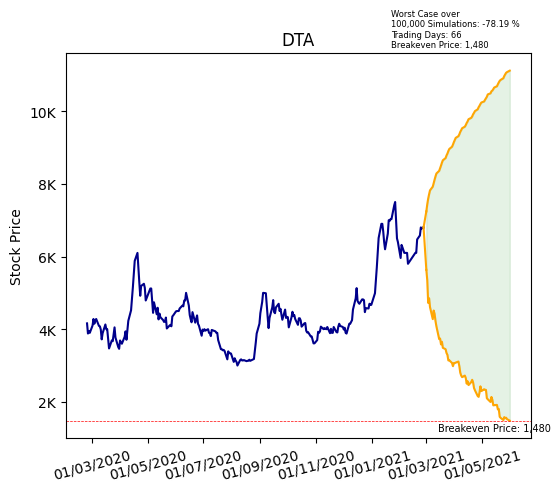 Worst Case over
100,000 Simulations: -78.19 %
Trading Days: 66
Breakeven Price: 1,480
DTA
Stock Price
10K
8K
6K
4K
2K
Breakeven Price: 1,480
01/03/2020
01/05/2020
01/07/2020
01/09/2020
01/11/2020
01/01/2021
01/03/2021
01/05/2021